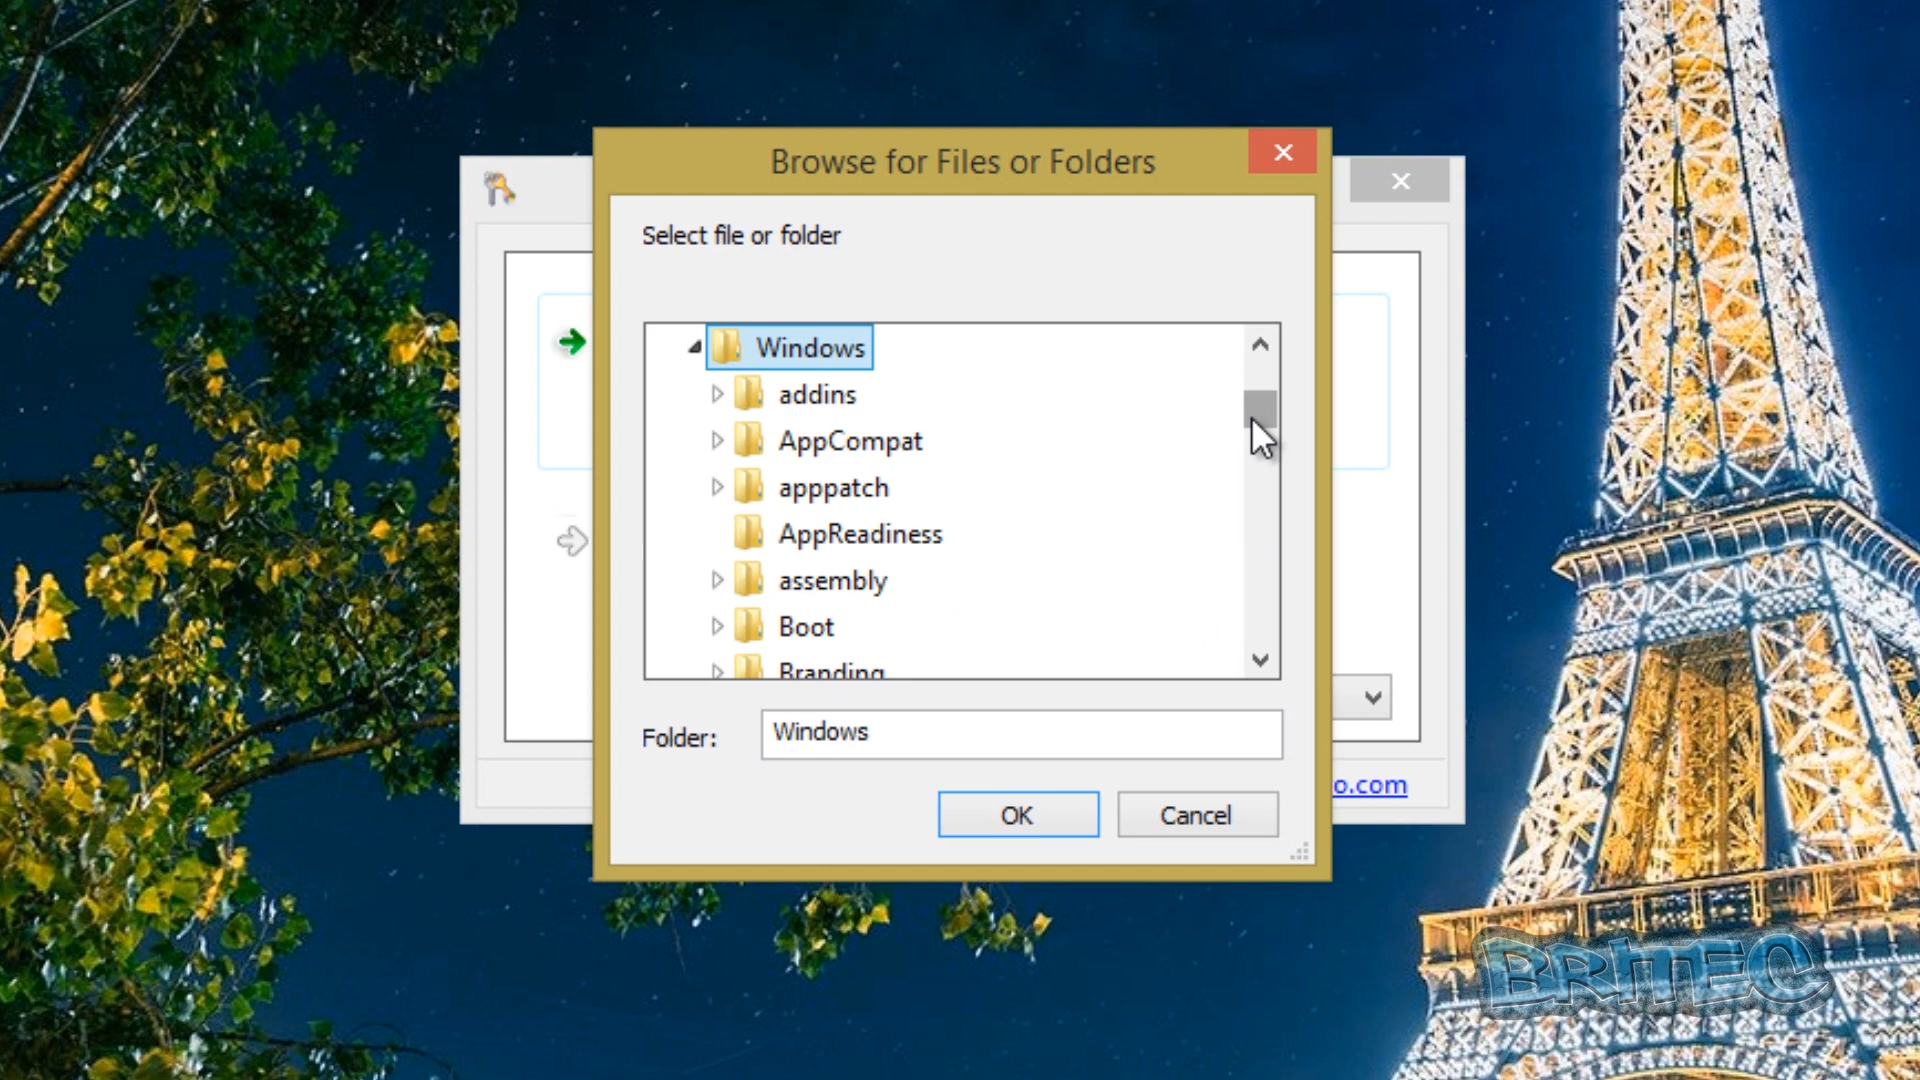 Browse for Files or Folders
Select file or folder
Windows
addins
AppCompat
apppatch
AppReadiness
assembly
Boot
Branding
Folder:
Windows
OK
Cancel
o.com
BRITEC